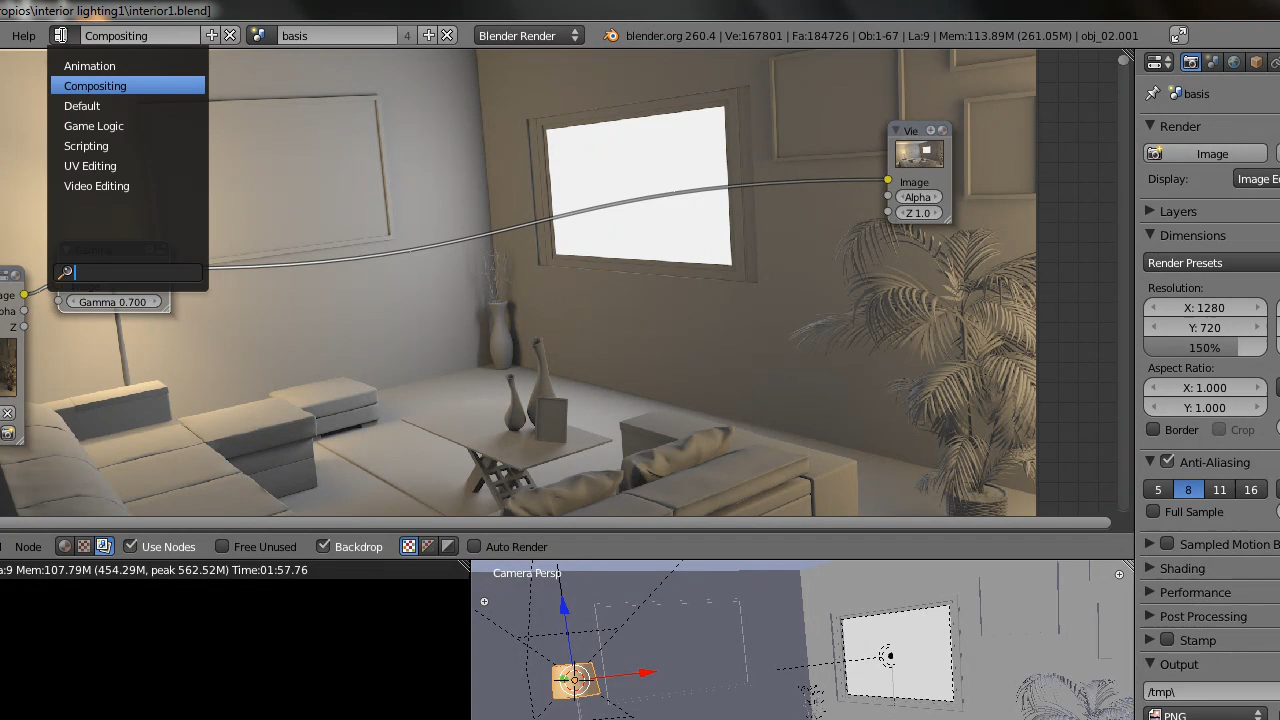 opios\interior lighting1\interior1.blend]
Help Compositing basis 4 Blender Render blender.org 260.4 | Ve:167801 | Fa:184726 | Ob:1-67 | La:9 | Mem:113.89M (261.05M) | obj_02.001
Animation
Compositing
Default
Game Logic
Scripting
UV Editing
Video Editing
Gamma 0.700
age
pha
Z
Vie
Image
Alpha
Z 1.0
basis
Render
Image
Display: Image E
Layers
Dimensions
Render Presets
Resolution:
X: 1280
Y: 720
150%
Aspect Ratio:
X: 1.000
Y: 1.000
Border Crop
Anti-Aliasing
5 8 11 16
Full Sample
Sampled Motion B
Shading
Performance
Post Processing
Stamp
Output
/tmp\
PNG
Node Use Nodes Free Unused Backdrop Auto Render
a:9 Mem:107.79M (454.29M, peak 562.52M) Time:01:57.76
Camera Persp